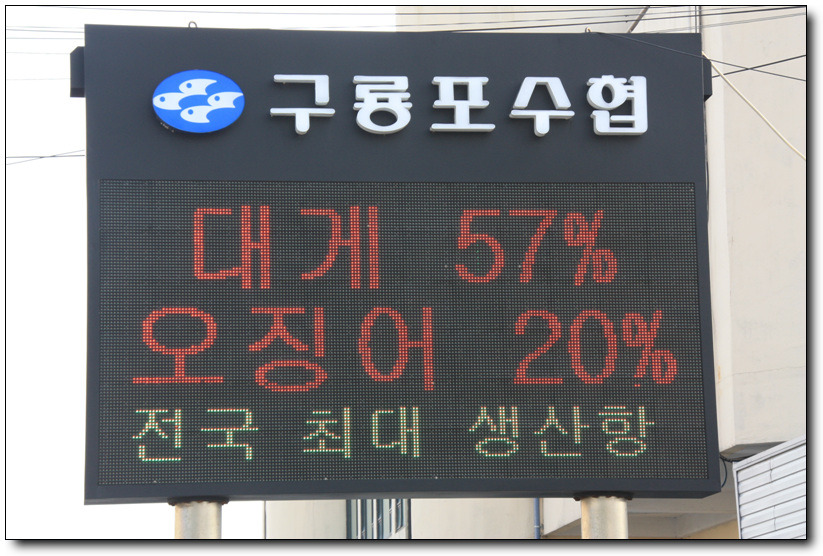 구룡포수협
대게 57%
오징어 20%
전국 최대 생산항